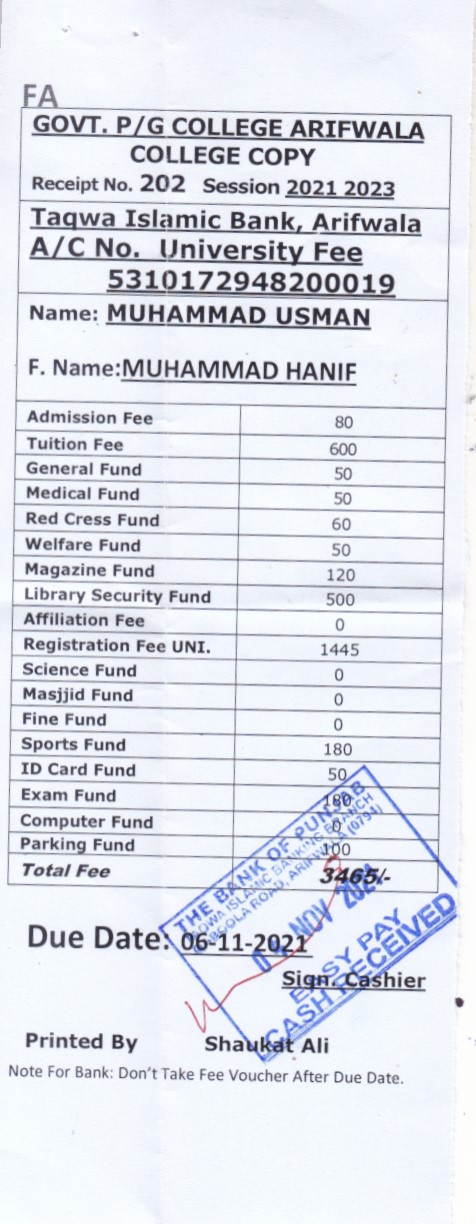 FA
GOVT. P/G COLLEGE ARIFWALA
COLLEGE COPY
Receipt No. 202 Session 2021 2023
Taqwa Islamic Bank, Arifwala
A/C No. University Fee
5310172948200019
Name: MUHAMMAD USMAN
F. Name:MUHAMMAD HANIF
Admission Fee 80
Tuition Fee 600
General Fund 50
Medical Fund 50
Red Cress Fund 60
Welfare Fund 50
Magazine Fund 120
Library Security Fund 500
Affiliation Fee 0
Registration Fee UNI. 1445
Science Fund 0
Masjjid Fund 0
Fine Fund 0
Sports Fund 180
ID Card Fund 50
Exam Fund 180
Computer Fund 0
Parking Fund 100
Total Fee 3465/-
THE BANK OF PUNJAB
TAQWA ISLAMIC BANKING BRANCH
ROAD, ARIFWALA (0794)
NOV 2021
EASY PAY
CASH RECEIVED
Due Date: 06-11-2021
Sign. Cashier
Printed By Shaukat Ali
Note For Bank: Don't Take Fee Voucher After Due Date.